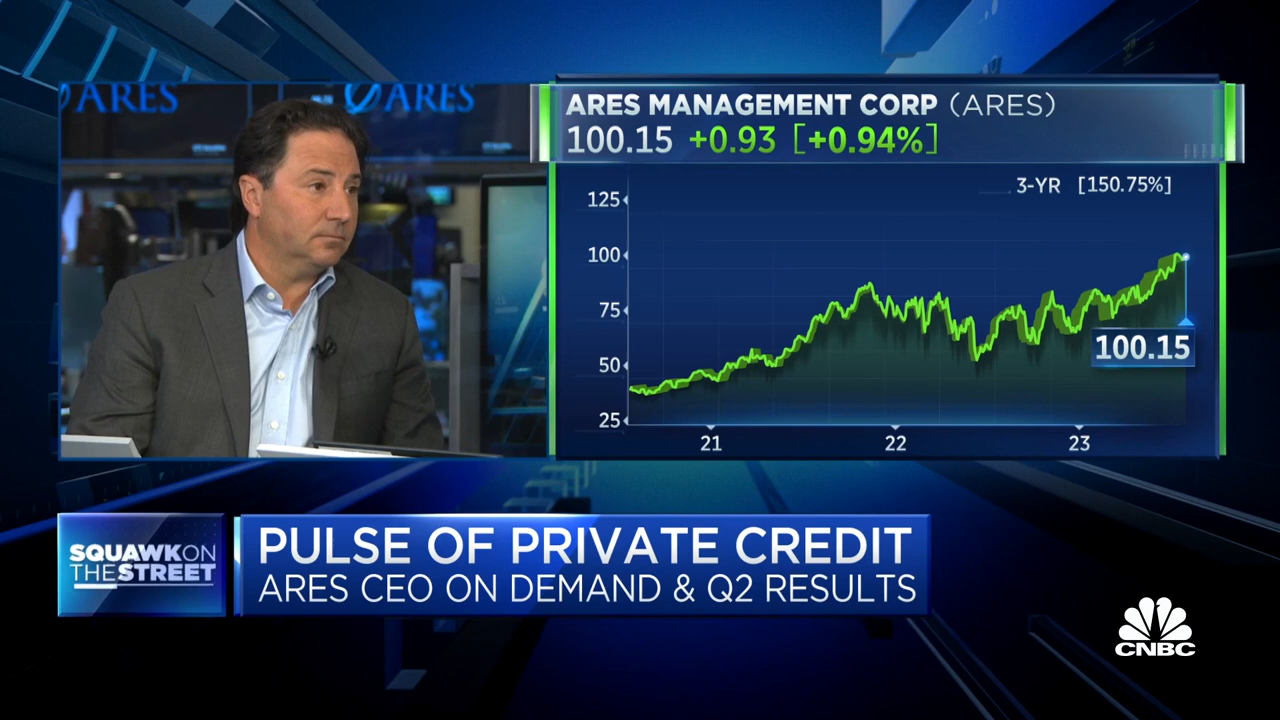 ARES
ARES
ARES MANAGEMENT CORP (ARES)
100.15 +0.93 [+0.94%]
3-YR [150.75%]
125
100
75
50
25
100.15
21
22
23
SQUAWK ON
THE STREET
PULSE OF PRIVATE CREDIT
ARES CEO ON DEMAND & Q2 RESULTS
CNBC